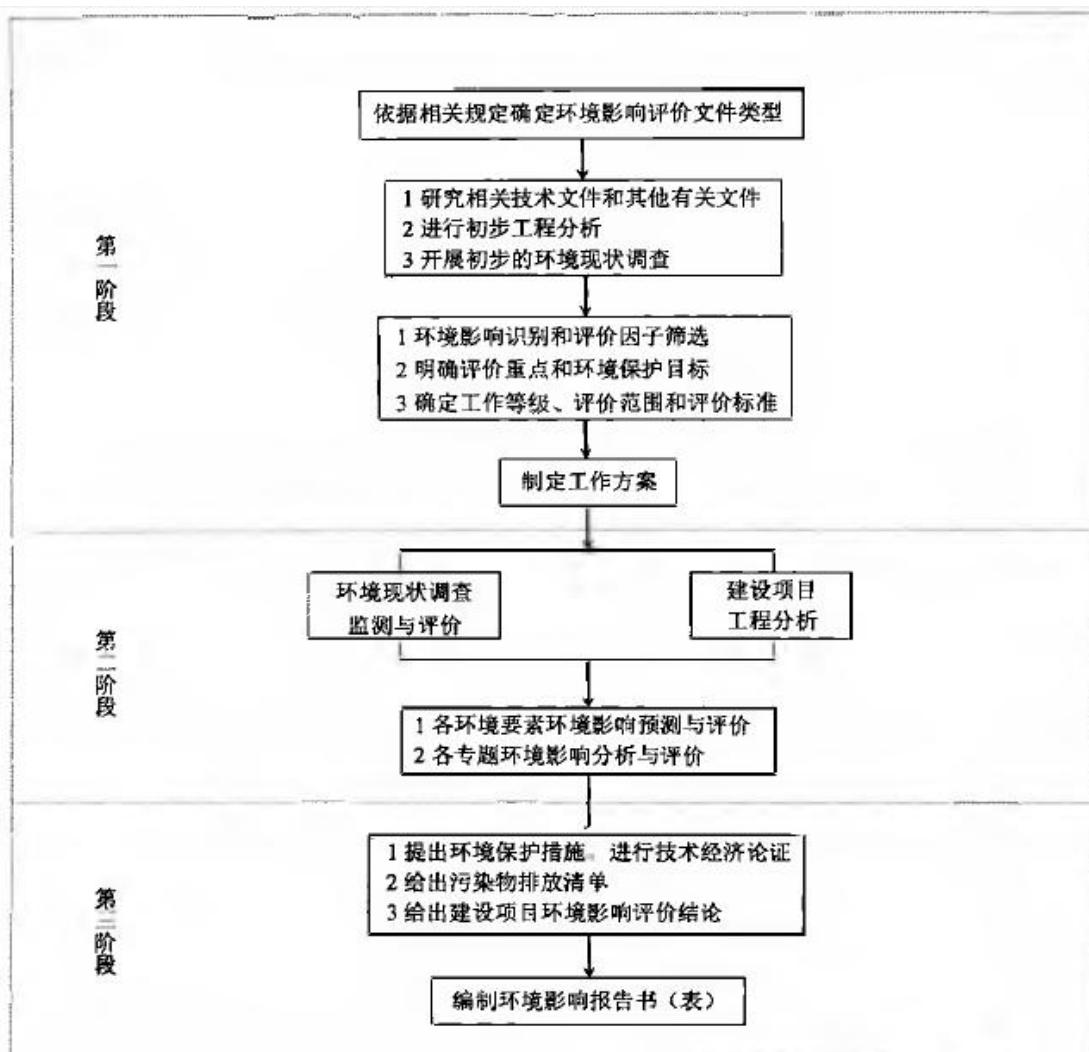 依据相关规定确定环境影响评价文件类型
1 研究相关技术文件和其他有关文件
2 进行初步工程分析
3 开展初步的环境现状调查
第一阶段
1 环境影响识别和评价因子筛选
2 明确评价重点和环境保护目标
3 确定工作等级、评价范围和评价标准
制定工作方案
环境现状调查
监测与评价
建设项目
工程分析
第二阶段
1 各环境要素环境影响预测与评价
2 各专题环境影响分析与评价
1 提出环境保护措施。进行技术经济论证
2 给出污染物排放清单
3 给出建设项目环境影响评价结论
第三阶段
编制环境影响报告书（表）